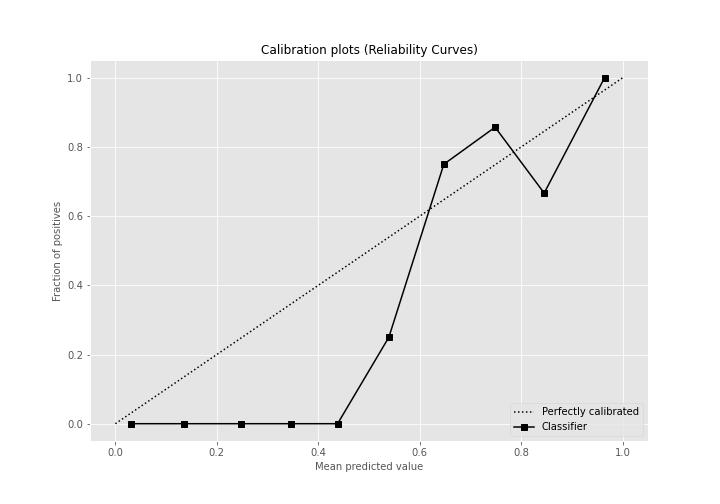 Calibration plots (Reliability Curves)
Fraction of positives
1.0
0.8
0.6
0.4
0.2
0.0
0.0 0.2 0.4 0.6 0.8 1.0
Mean predicted value
Perfectly calibrated
Classifier